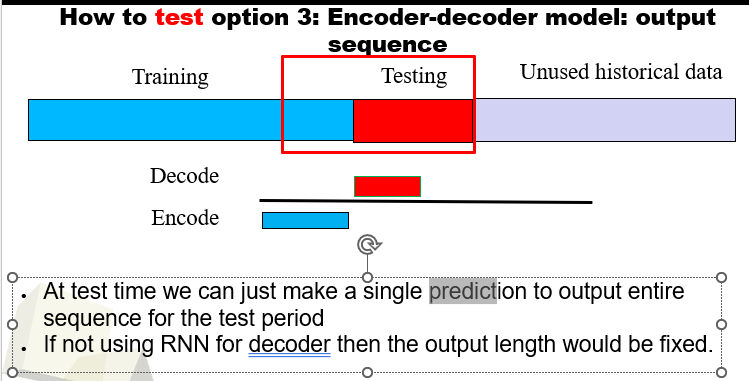 How to test option 3: Encoder-decoder model: output
sequence
Training
Testing
Unused historical data
Decode
Encode
• At test time we can just make a single prediction to output entire
sequence for the test period
• If not using RNN for decoder then the output length would be fixed.